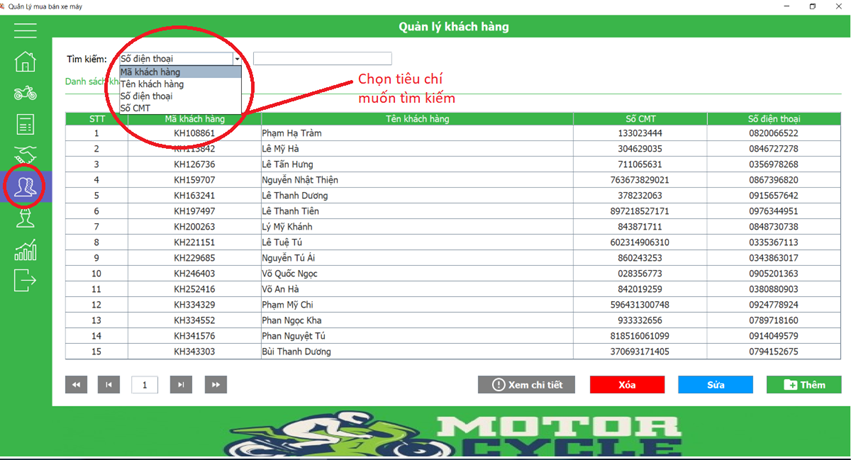 Quản Lý mua bán xe máy
Quản lý khách hàng
Tìm kiếm: Số điện thoại
Mã khách hàng
Tên khách hàng
Số điện thoại
Số CMT
Danh sách kh
Chọn tiêu chí
muốn tìm kiếm
STT Mã khách hàng Tên khách hàng Số CMT Số điện thoại
1 KH108861 Phạm Hạ Tràm 133023444 0820066522
2 KH113842 Lê Mỹ Hà 304629035 0846727278
3 KH126736 Lê Tấn Hưng 711065631 0356978268
4 KH159707 Nguyễn Nhật Thiện 763673829021 0867396820
5 KH163241 Lê Thanh Dương 378232063 0915657642
6 KH197497 Lê Thanh Tiên 897218527171 0976344951
7 KH200263 Lý Mỹ Khánh 843871711 0848730738
8 KH221151 Lê Tuệ Tú 602314906310 0335367113
9 KH229685 Nguyễn Tú Ái 860243253 0343863017
10 KH246403 Võ Quốc Ngọc 028356773 0905201363
11 KH252416 Võ An Hà 842019259 0380880903
12 KH334329 Phạm Mỹ Chi 596431300748 0924778924
13 KH334552 Phan Ngọc Kha 933332656 0789718160
14 KH341576 Phan Nguyệt Tú 818516061099 0914049579
15 KH343303 Bùi Thanh Dương 370693171405 0794152675
1 Xem chi tiết Xóa Sửa Thêm
MOTOR
CYCLE